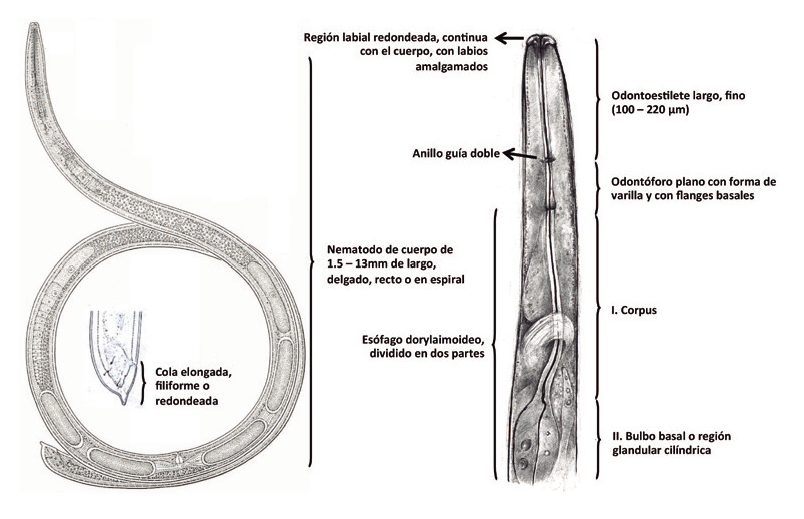 Región labial redondeada, continua
con el cuerpo, con labios
amalgamados
Anillo guía doble
Nematodo de cuerpo de
1.5 – 13mm de largo,
delgado, recto o en espiral
Esófago dorylaimoideo,
dividido en dos partes
Cola elongada,
filiforme o
redondeada
Odontoestilete largo, fino
(100 – 220 µm)
Odontóforo plano con forma de
varilla y con flanges basales
I. Corpus
II. Bulbo basal o región
glandular cilíndrica